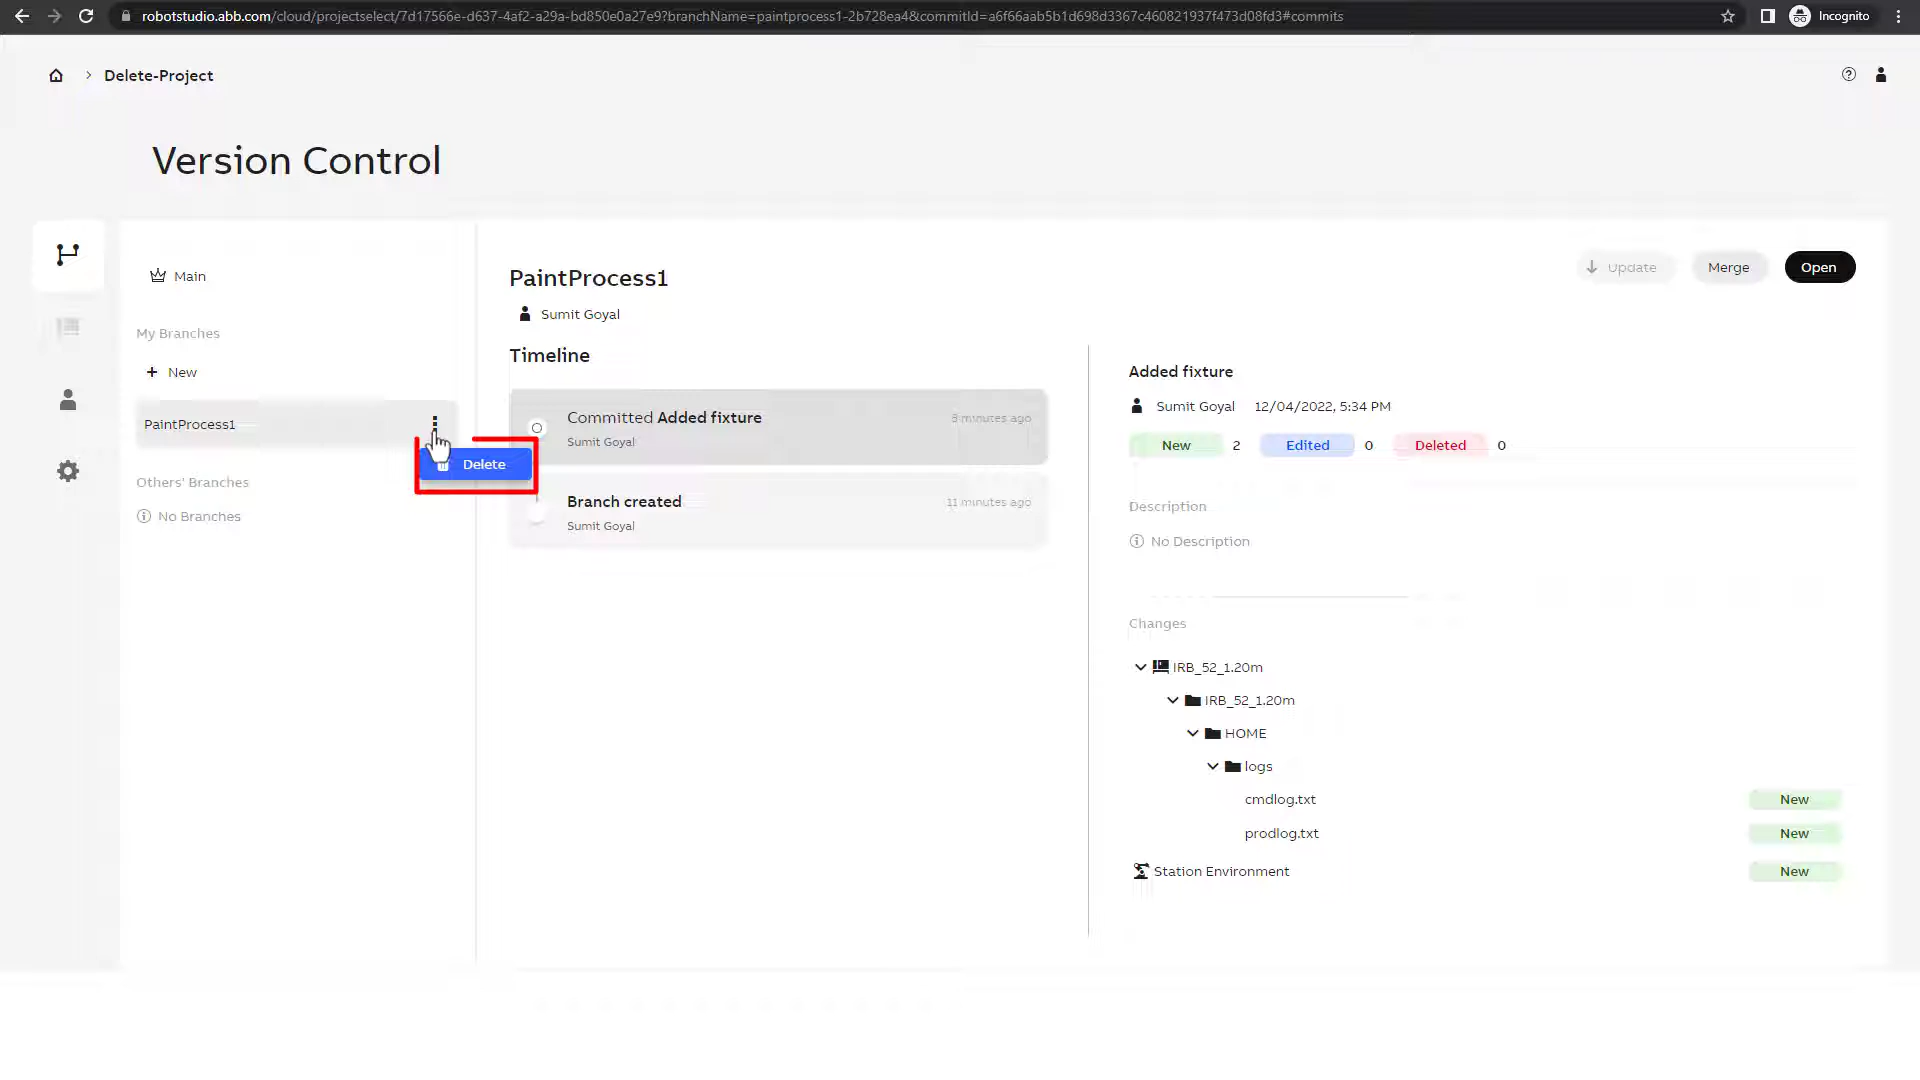 robotstudio.abb.com/cloud/projectselect/7d17566e-d637-4af2-a29a-bd850e0a27e9?branchName=paintprocess1-2b728ea4&commitId=a6f66aab5b1d698d3367c460821937f473d08fd3#commits
Incognito
Delete-Project
Version Control
Main
My Branches
+ New
PaintProcess1
Delete
Others' Branches
No Branches
PaintProcess1
Sumit Goyal
Update
Merge
Open
Timeline
Committed Added fixture
8 minutes ago
Sumit Goyal
Branch created
11 minutes ago
Sumit Goyal
Added fixture
Sumit Goyal 12/04/2022, 5:34 PM
New 2 Edited 0 Deleted 0
Description
No Description
Changes
IRB_52_1.20m
IRB_52_1.20m
HOME
logs
cmdlog.txt New
prodlog.txt New
Station Environment New